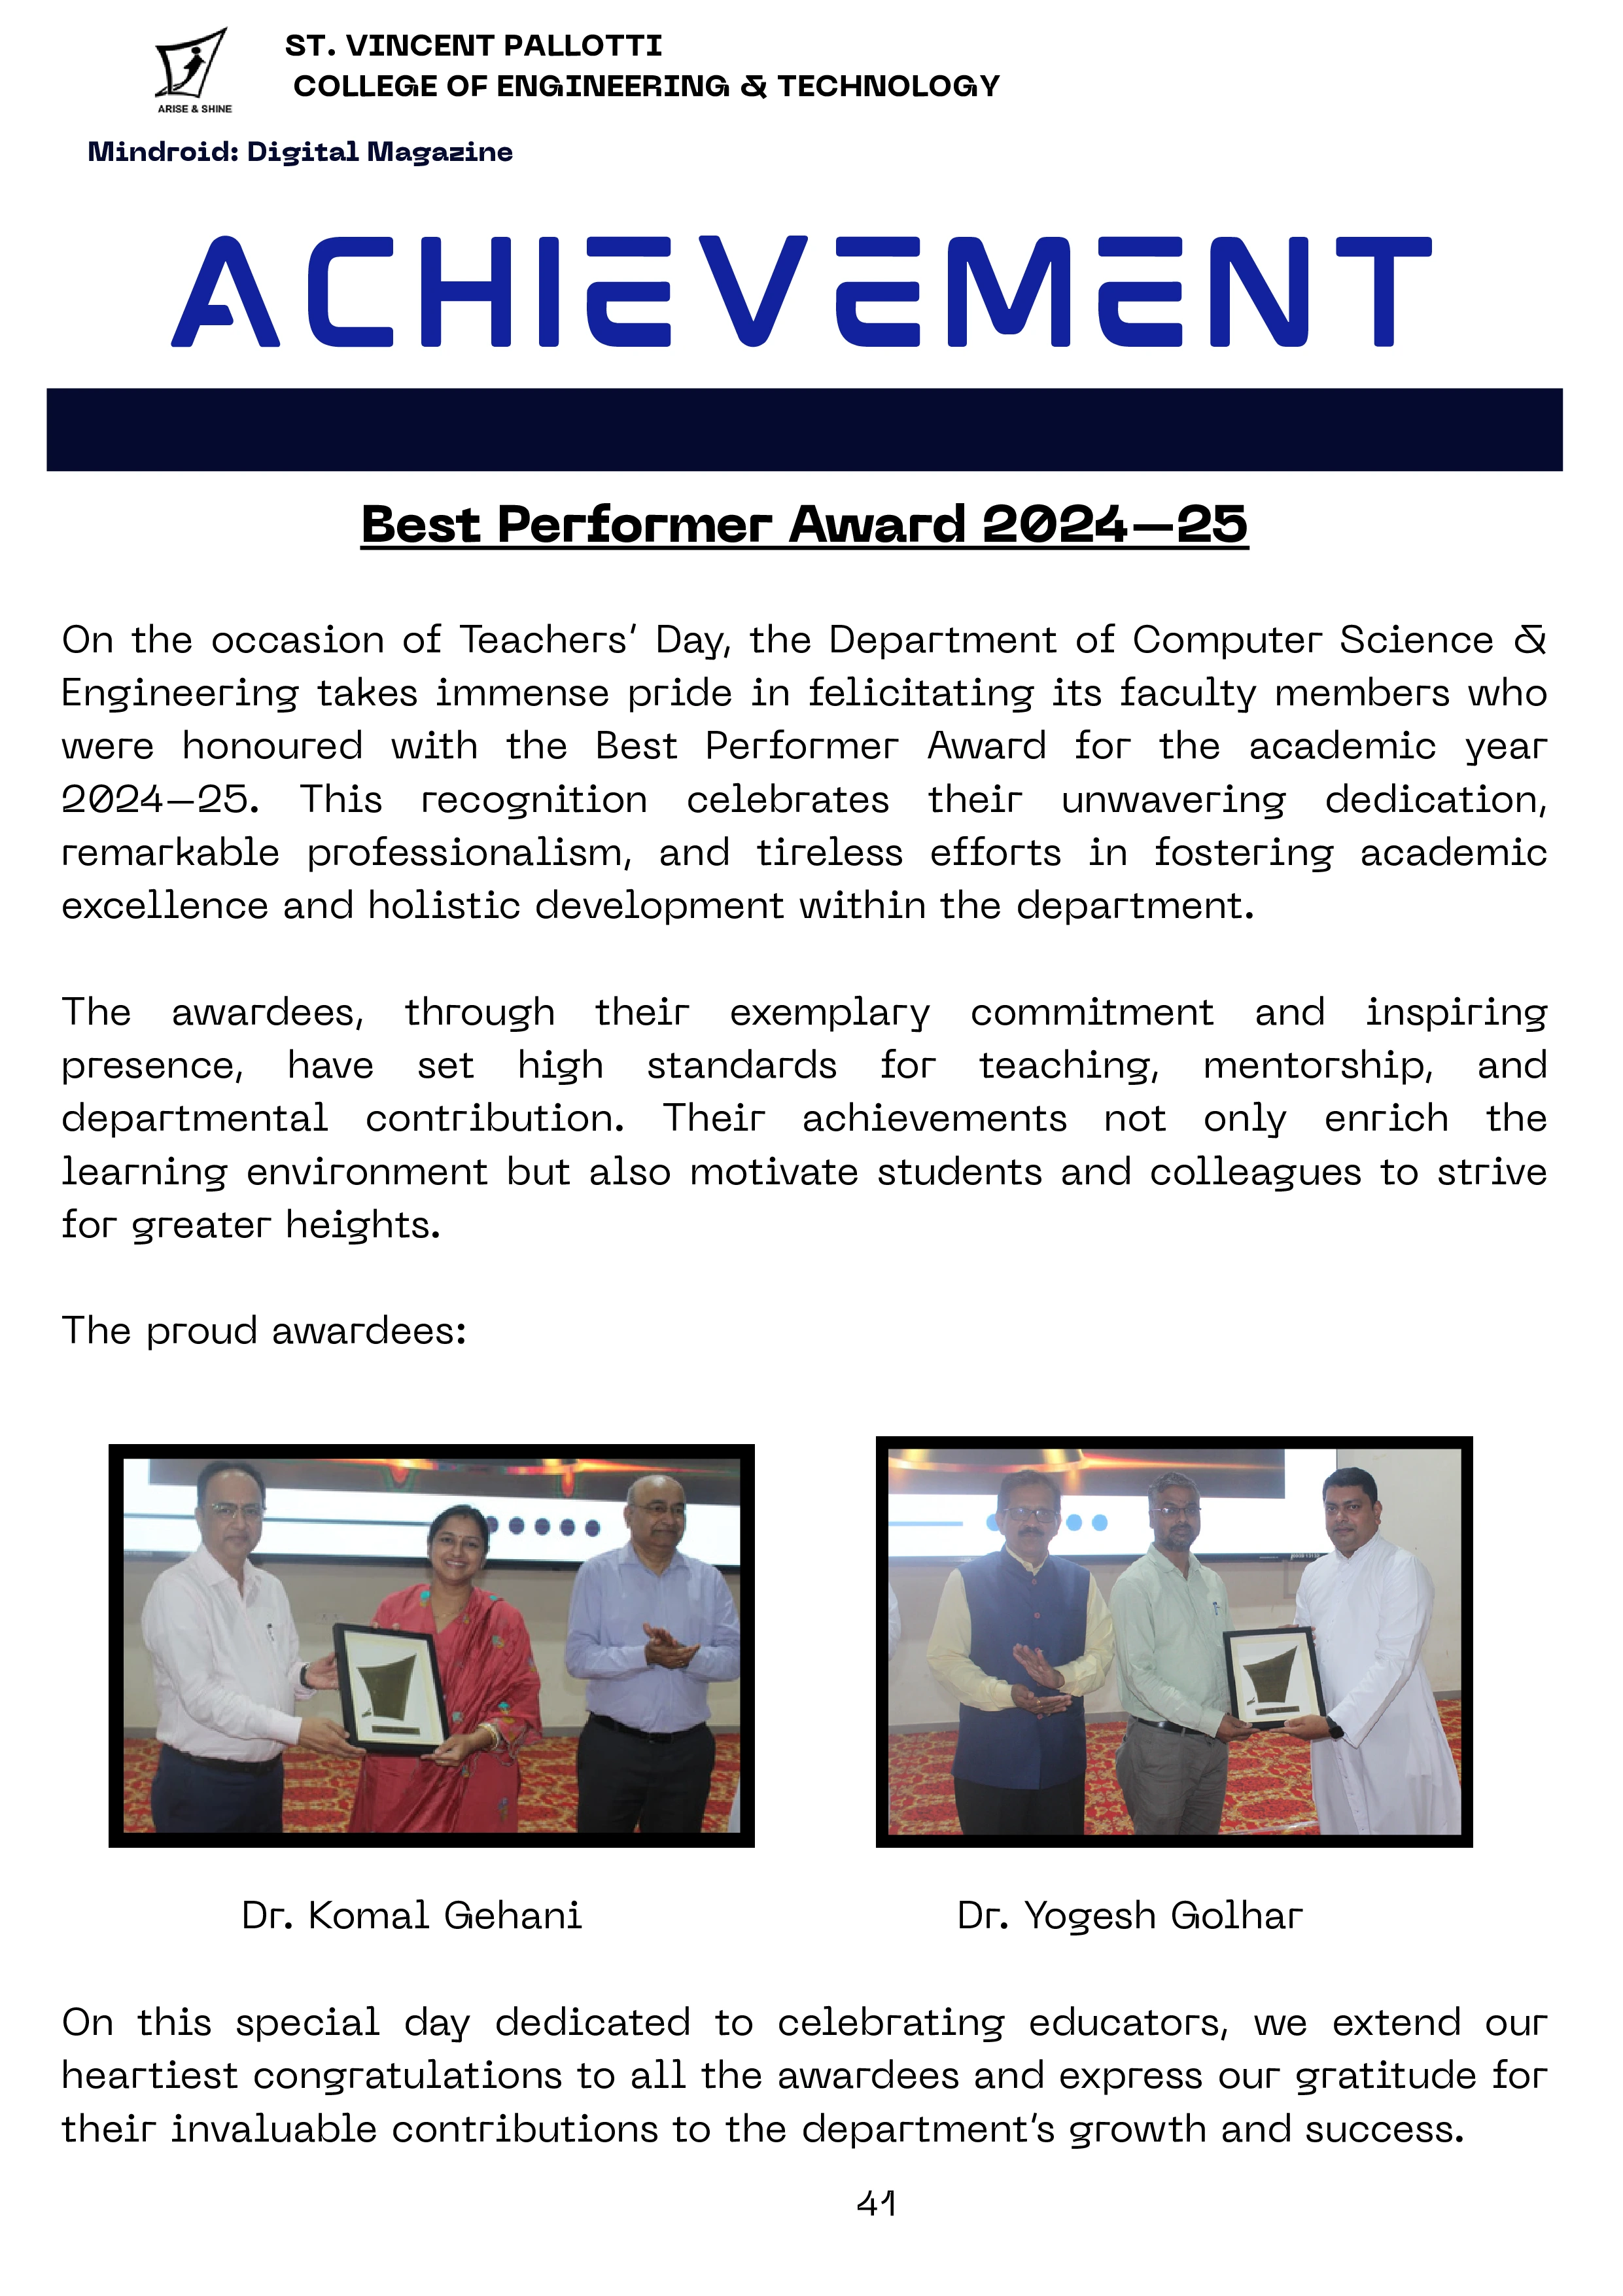 ARISE & SHINE
ST. VINCENT PALLOTTI
COLLEGE OF ENGINEERING & TECHNOLOGY
Mindroid: Digital Magazine
ACHIEVEMENT
Best Performer Award 2024–25
On the occasion of Teachers’ Day, the Department of Computer Science &
Engineering takes immense pride in felicitating its faculty members who
were honoured with the Best Performer Award for the academic year
2024–25. This recognition celebrates their unwavering dedication,
remarkable professionalism, and tireless efforts in fostering academic
excellence and holistic development within the department.
The awardees, through their exemplary commitment and inspiring
presence, have set high standards for teaching, mentorship, and
departmental contribution. Their achievements not only enrich the
learning environment but also motivate students and colleagues to strive
for greater heights.
The proud awardees:
Dr. Komal Gehani
Dr. Yogesh Golhar
On this special day dedicated to celebrating educators, we extend our
heartiest congratulations to all the awardees and express our gratitude for
their invaluable contributions to the department’s growth and success.
41